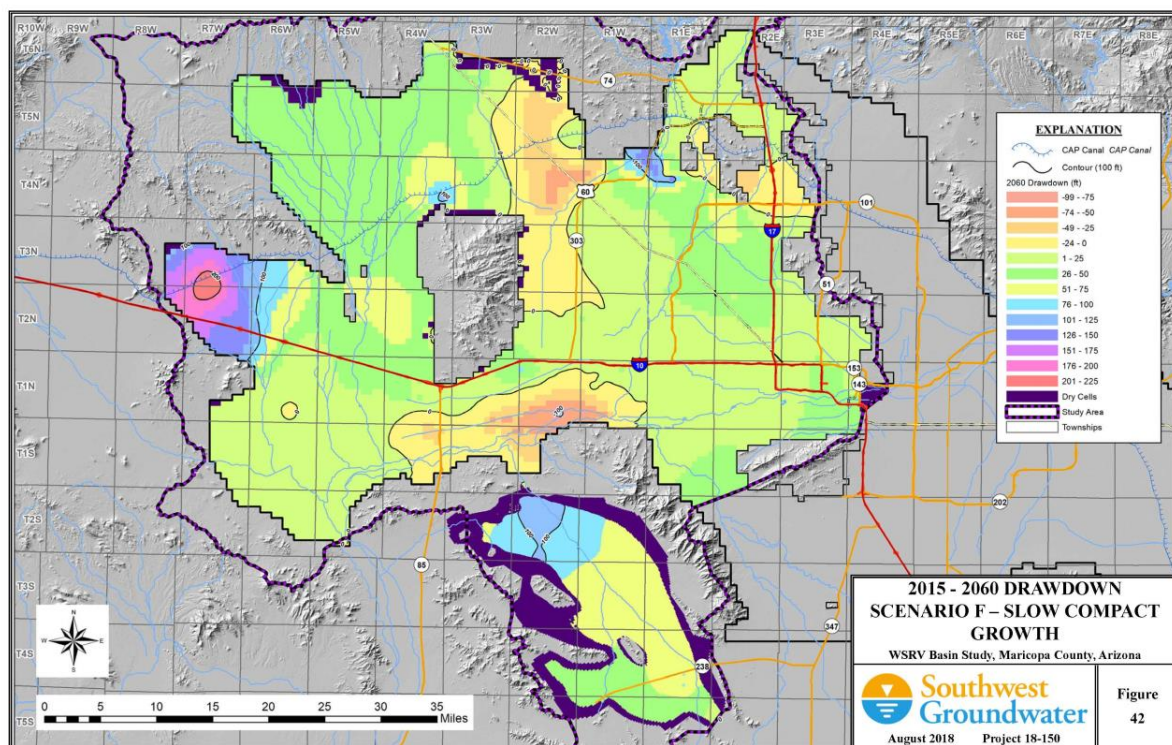 R10W R9W R8W R7W R6W R5W R4W R3W R2W R1W R1E R2E R3E R4E R5E R6E R7E R8E
T6N
T5N
T4N
T3N
T2N
T1N
T1S
T2S
T3S
T4S
T5S
74
60
303
101
17
51
10
153
143
202
85
347
238
100
200
EXPLANATION
CAP Canal CAP Canal
Contour (100 ft)
2060 Drawdown (ft)
-99 - -75
-74 - -50
-49 - -25
-24 - 0
1 - 25
26 - 50
51 - 75
76 - 100
101 - 125
126 - 150
151 - 175
176 - 200
201 - 225
Dry Cells
Study Area
Townships
N
W E
S
0 5 10 15 20 25 30 35
Miles
2015 - 2060 DRAWDOWN
SCENARIO F – SLOW COMPACT
GROWTH
WSRV Basin Study, Maricopa County, Arizona
Southwest
Groundwater
August 2018 Project 18-150
Figure
42